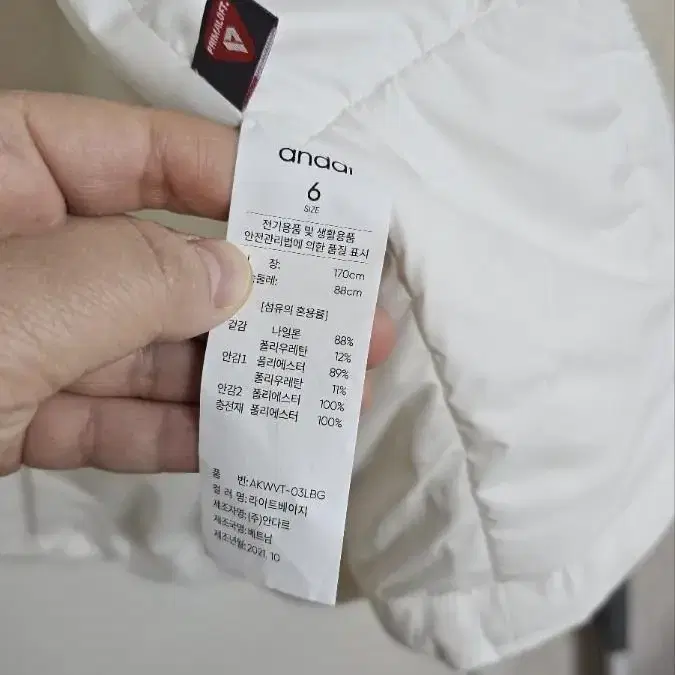 PRIMALOFT.
andar
6
SIZE
전기용품 및 생활용품
안전관리법에 의한 품질 표시
장: 170cm
둘레: 88cm
[섬유의 혼용률]
겉감 나일론 88%
폴리우레탄 12%
안감1 폴리에스터 89%
폴리우레탄 11%
안감2 폴리에스터 100%
충전재 폴리에스터 100%
품 번: AKWVT-03LBG
컬 러 명: 라이트베이지
제조자명: (주)안다르
제조국명: 베트남
제조년월: 2021. 10